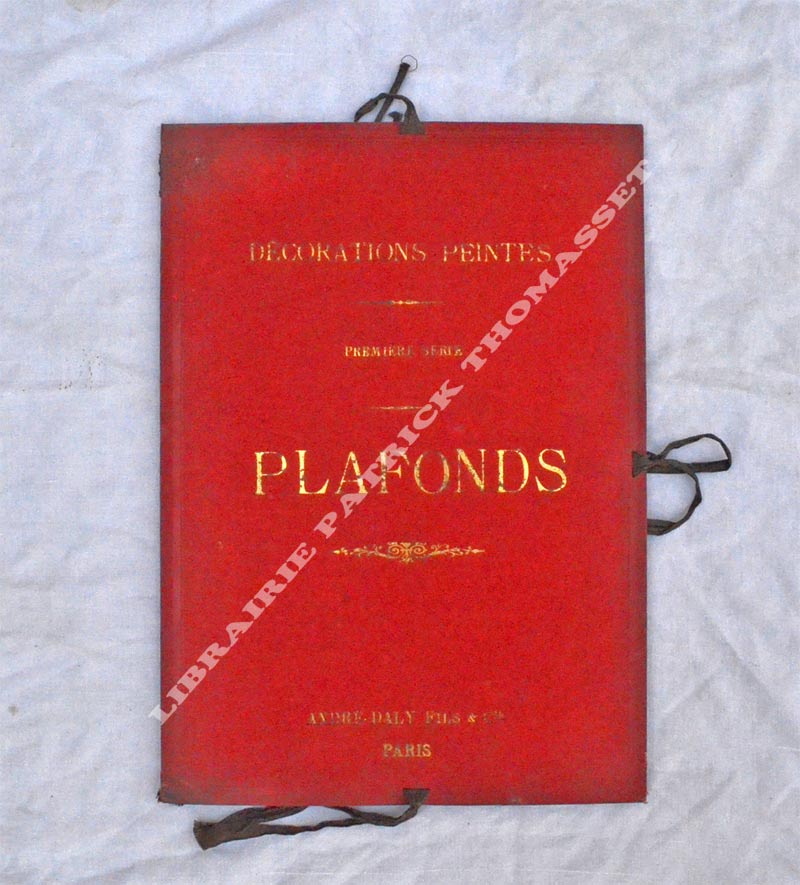 DÉCORATIONS PEINTES
PREMIÈRE SÉRIE
PLAFONDS
ANDRÉ-DALY FILS & Cie
PARIS
LIBRAIRIE PATRICK THOMASSET